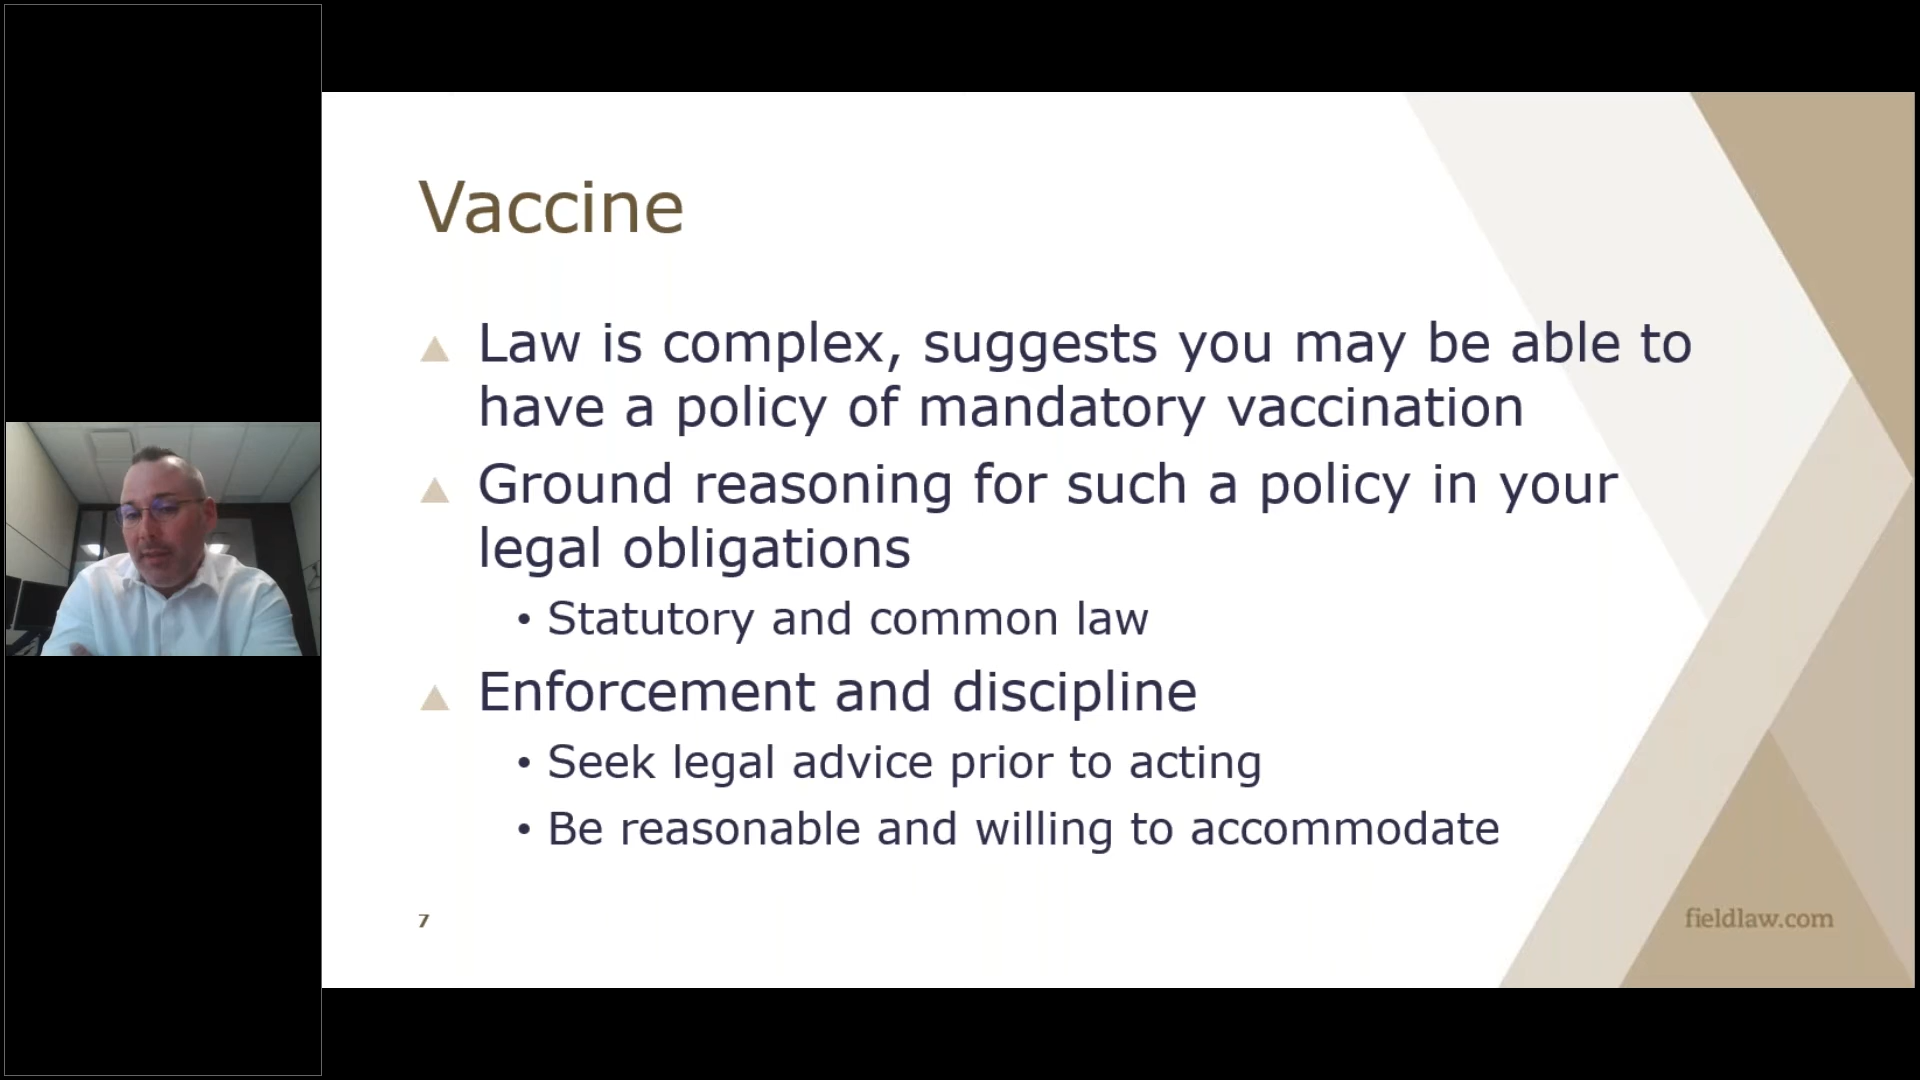 Vaccine
Law is complex, suggests you may be able to
have a policy of mandatory vaccination
Ground reasoning for such a policy in your
legal obligations
• Statutory and common law
Enforcement and discipline
• Seek legal advice prior to acting
• Be reasonable and willing to accommodate
7
fieldlaw.com